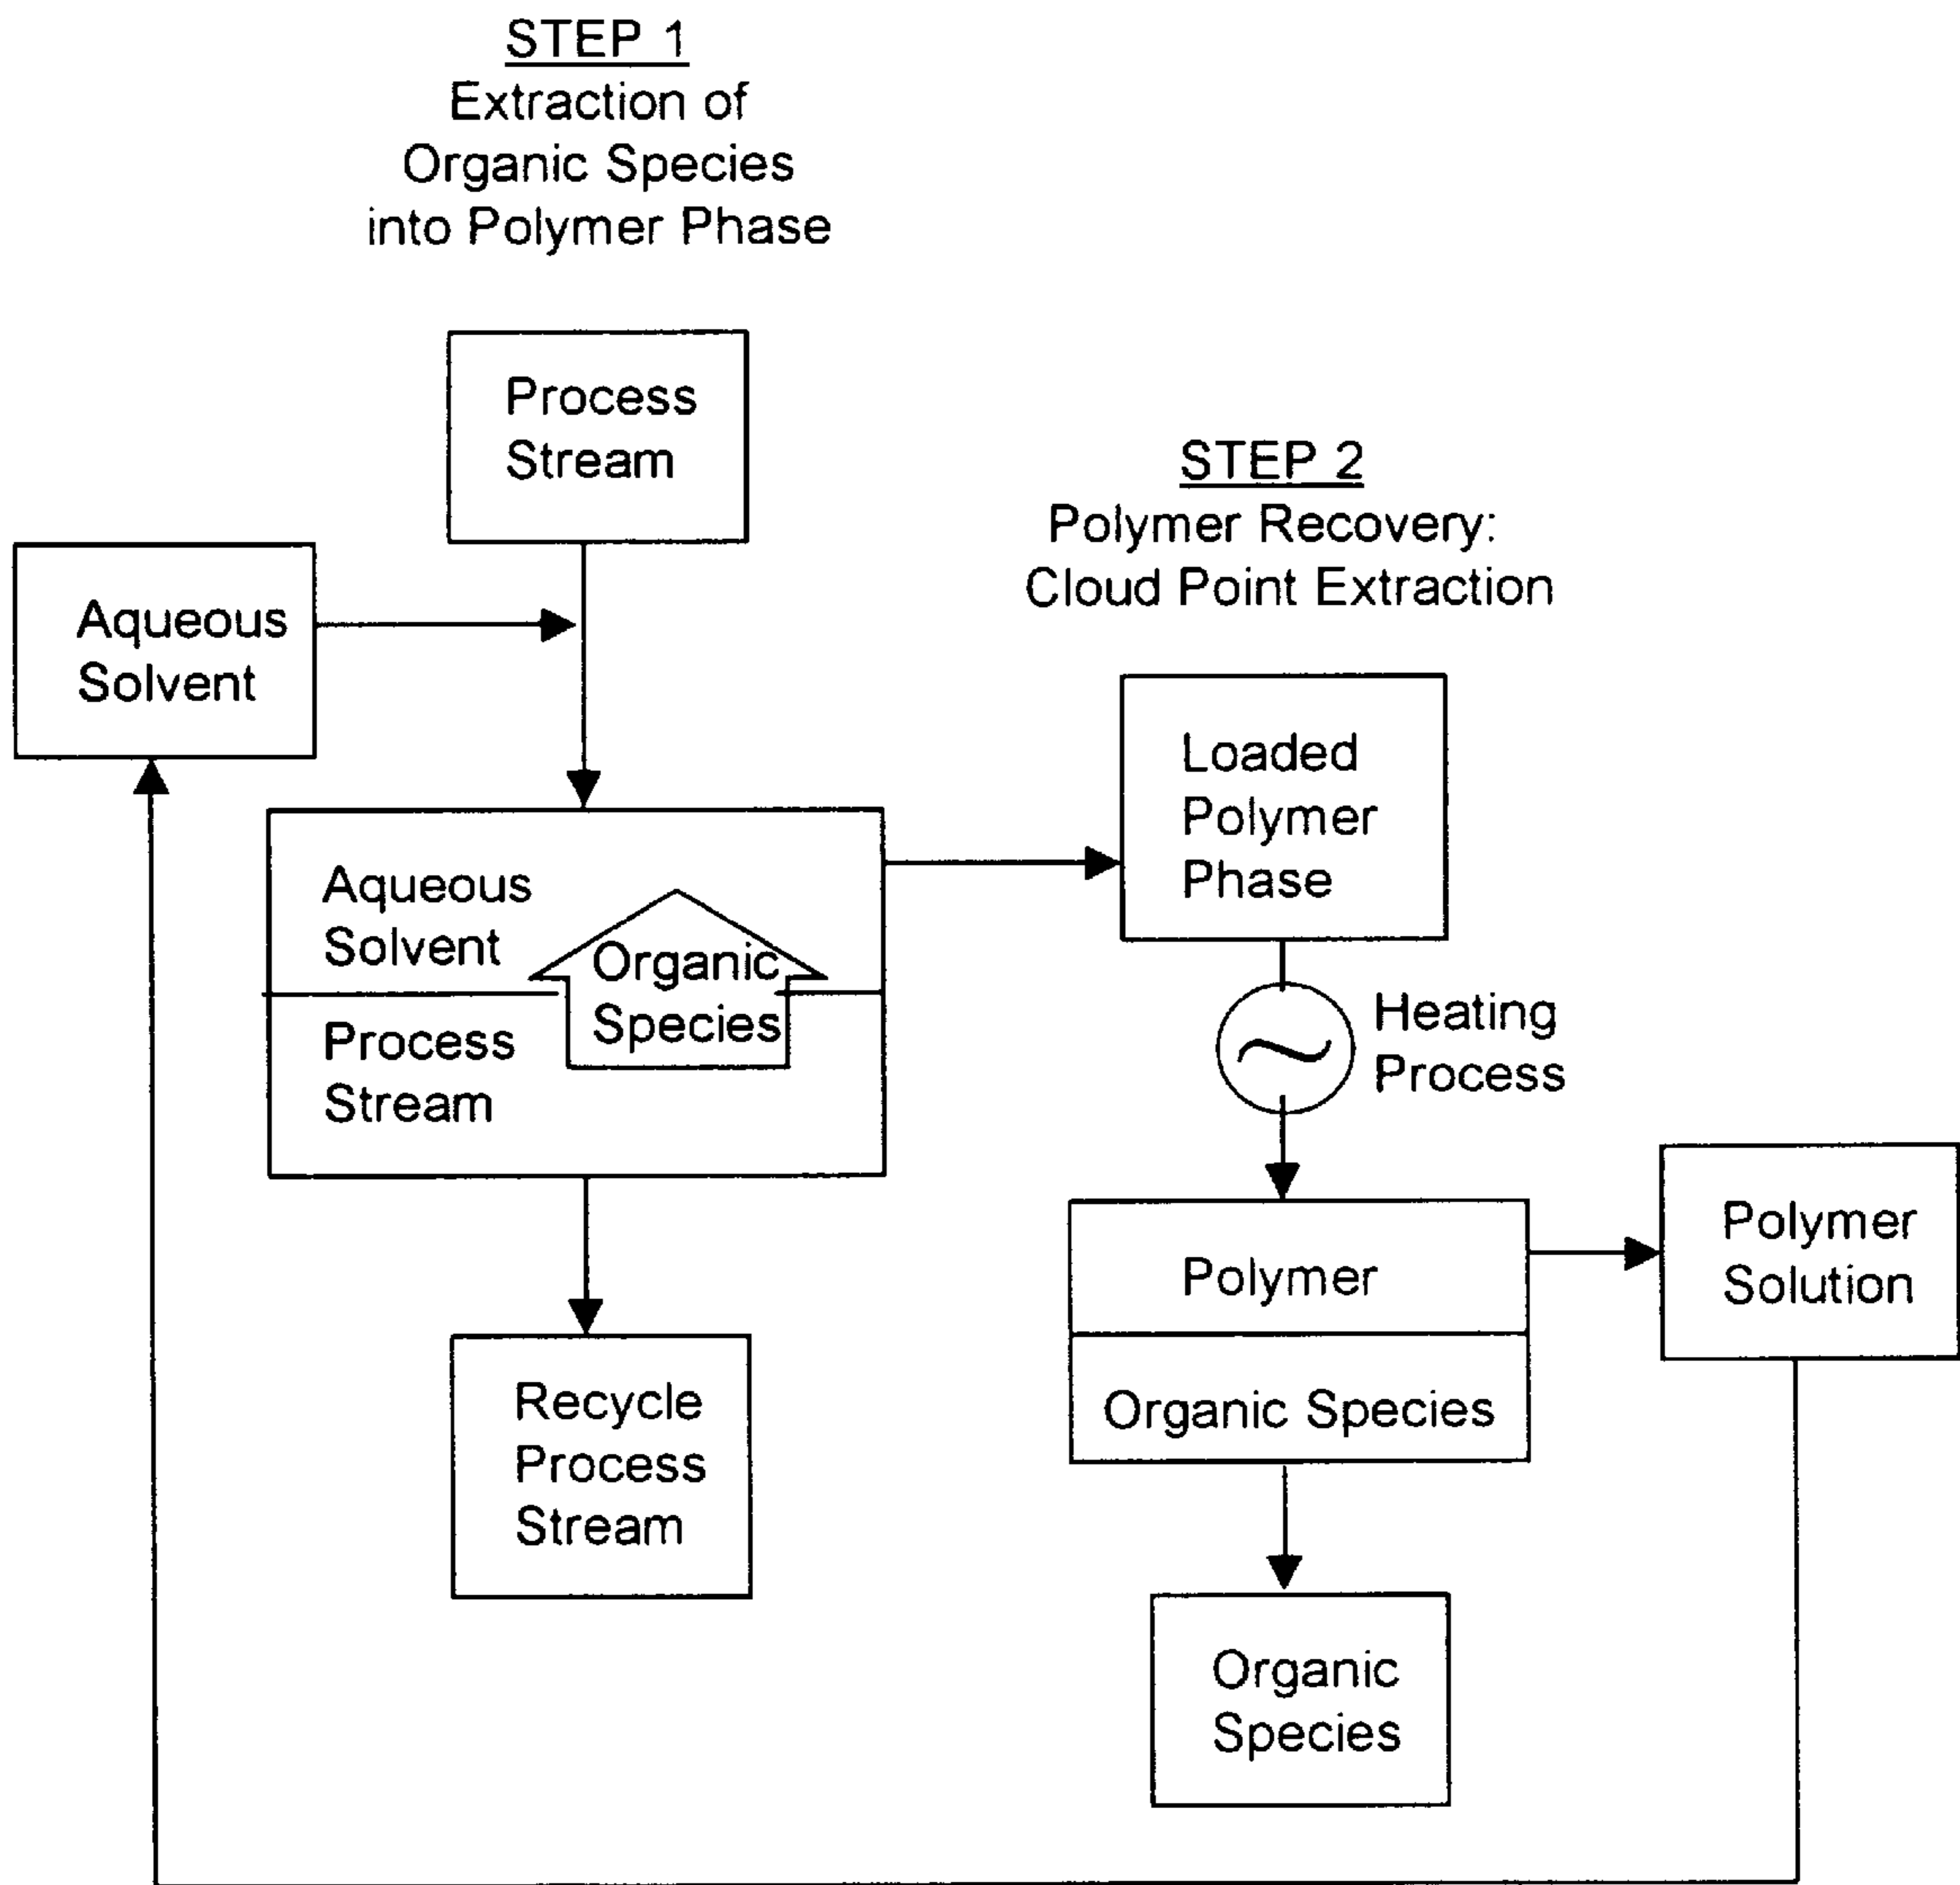 STEP 1
Extraction of
Organic Species
into Polymer Phase
Process
Stream
STEP 2
Polymer Recovery:
Cloud Point Extraction
Aqueous
Solvent
Loaded
Polymer
Phase
Aqueous
Solvent
Organic
Species
Process
Stream
Heating
Process
Polymer
Organic Species
Polymer
Solution
Recycle
Process
Stream
Organic
Species